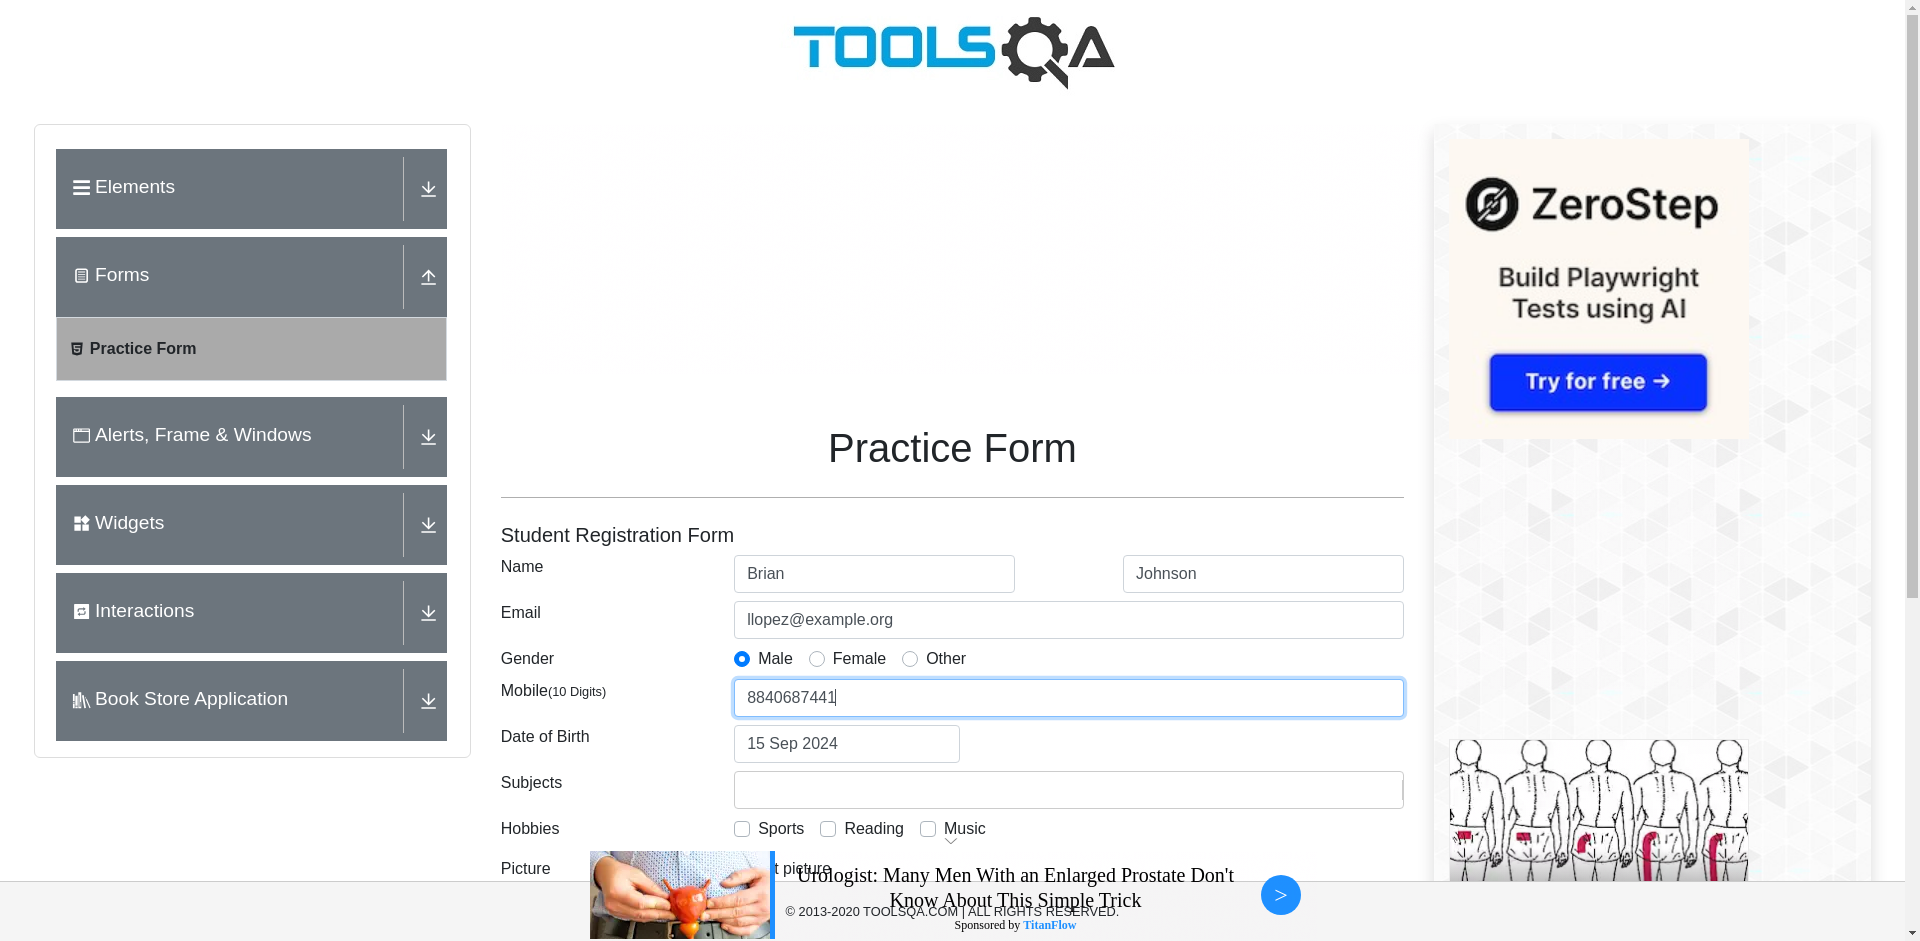 TOOLSQA
Elements
Forms
Practice Form
Alerts, Frame & Windows
Widgets
Interactions
Book Store Application
Practice Form
Student Registration Form
Name
Brian
Johnson
Email
llopez@example.org
Gender
Male
Female
Other
Mobile(10 Digits)
8840687441
Date of Birth
15 Sep 2024
Subjects
Hobbies
Sports
Reading
Music
Picture
t picture
Urologist: Many Men With an Enlarged Prostate Don't
Know About This Simple Trick
Sponsored by TitanFlow
>
© 2013-2020 TOOLSQA.COM | ALL RIGHTS RESERVED.
ZeroStep
Build Playwright
Tests using AI
Try for free →